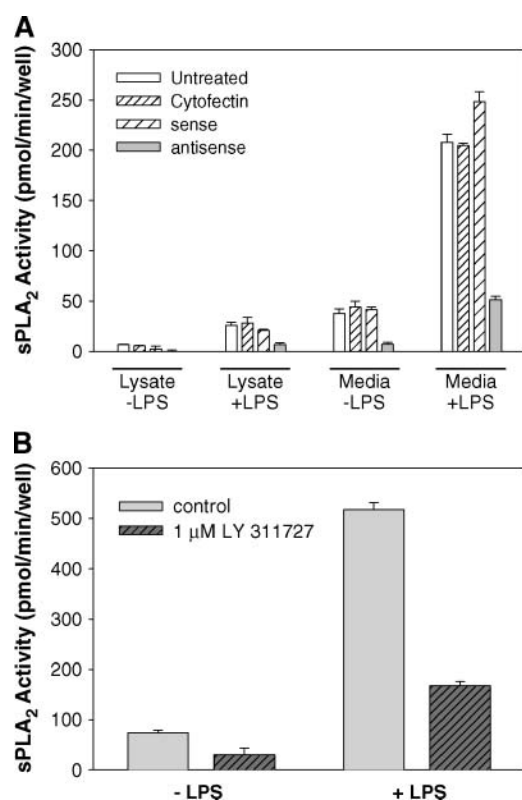 A
sPLA₂ Activity (pmol/min/well)
300
250
200
150
100
50
0
Untreated
Cytofectin
sense
antisense
Lysate Lysate Media Media
-LPS +LPS -LPS +LPS
B
sPLA₂ Activity (pmol/min/well)
600
500
400
300
200
100
0
control
1 μM LY 311727
- LPS + LPS